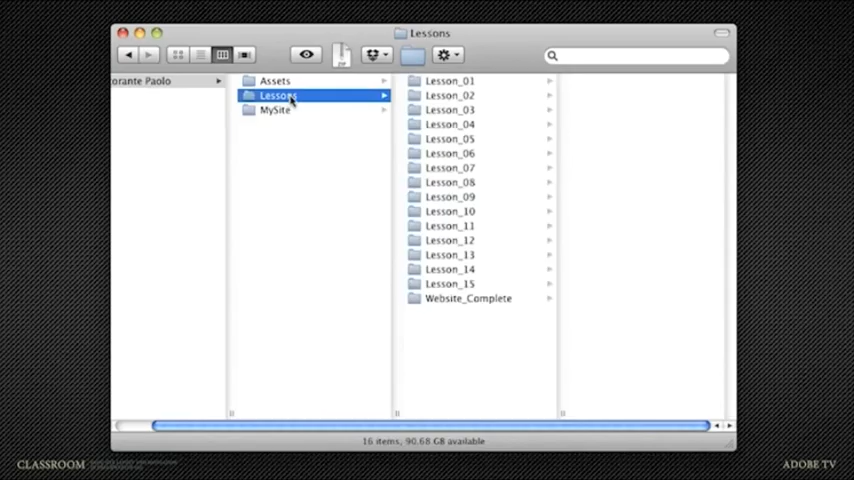 Lessons
ZIP
orante Paolo
Assets
Lessons
MySite
Lesson_01
Lesson_02
Lesson_03
Lesson_04
Lesson_05
Lesson_06
Lesson_07
Lesson_08
Lesson_09
Lesson_10
Lesson_11
Lesson_12
Lesson_13
Lesson_14
Lesson_15
Website_Complete
16 items, 90.68 GB available
CLASSROOM
ADOBE TV